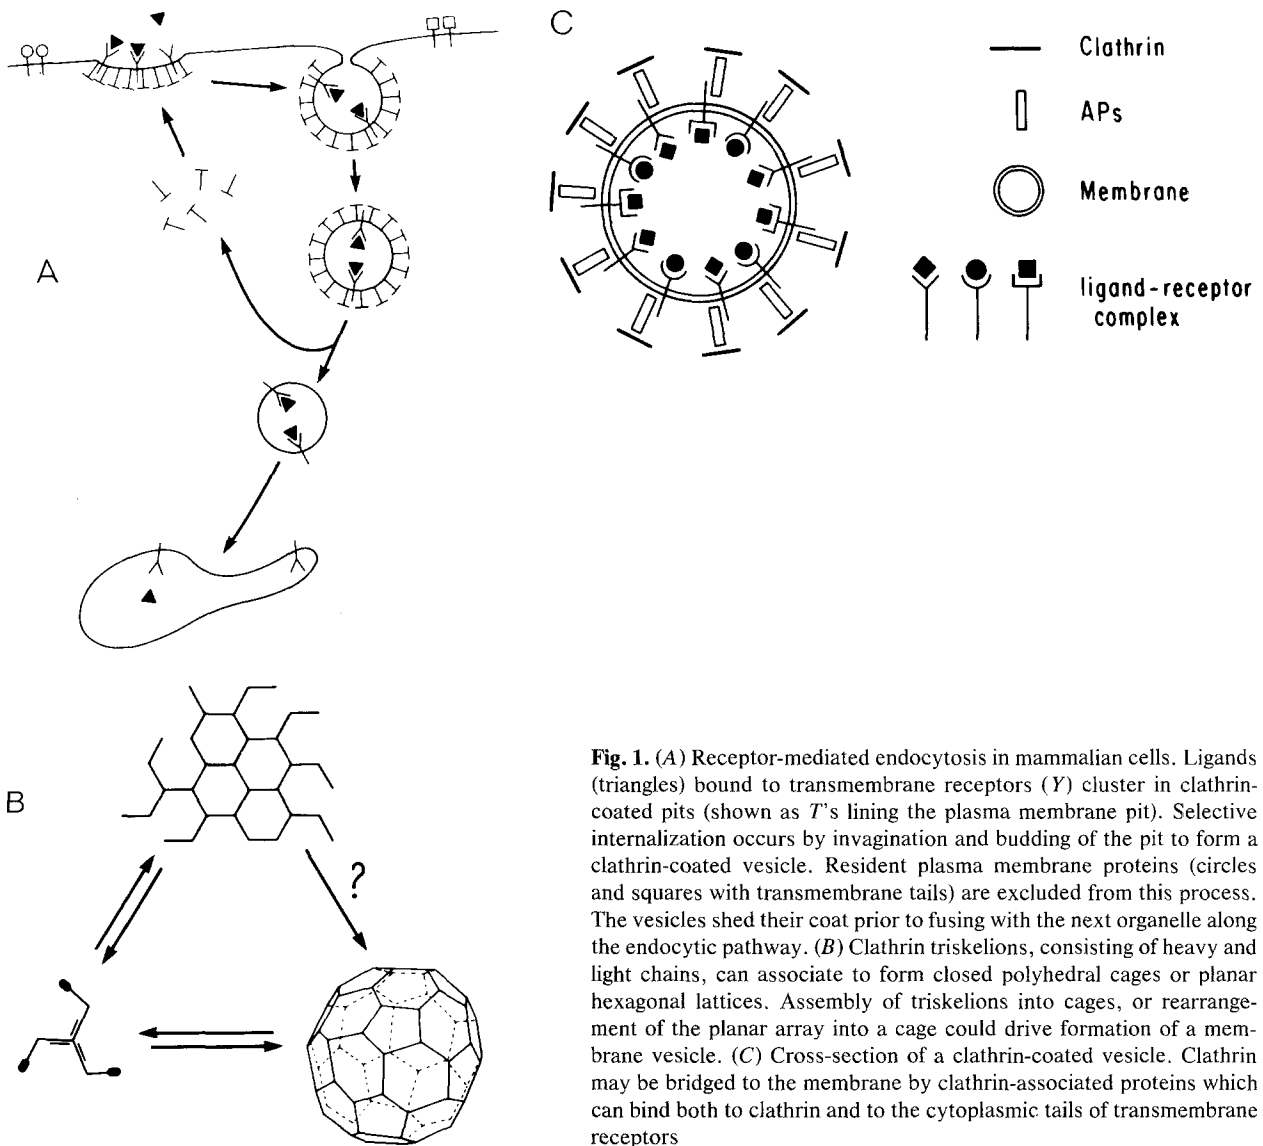 C
Clathrin
APs
Membrane
ligand-receptor
complex
A
B
?
Fig. 1. (A) Receptor-mediated endocytosis in mammalian cells. Ligands
(triangles) bound to transmembrane receptors (Y) cluster in clathrin-
coated pits (shown as T's lining the plasma membrane pit). Selective
internalization occurs by invagination and budding of the pit to form a
clathrin-coated vesicle. Resident plasma membrane proteins (circles
and squares with transmembrane tails) are excluded from this process.
The vesicles shed their coat prior to fusing with the next organelle along
the endocytic pathway. (B) Clathrin triskelions, consisting of heavy and
light chains, can associate to form closed polyhedral cages or planar
hexagonal lattices. Assembly of triskelions into cages, or rearrange-
ment of the planar array into a cage could drive formation of a mem-
brane vesicle. (C) Cross-section of a clathrin-coated vesicle. Clathrin
may be bridged to the membrane by clathrin-associated proteins which
can bind both to clathrin and to the cytoplasmic tails of transmembrane
receptors